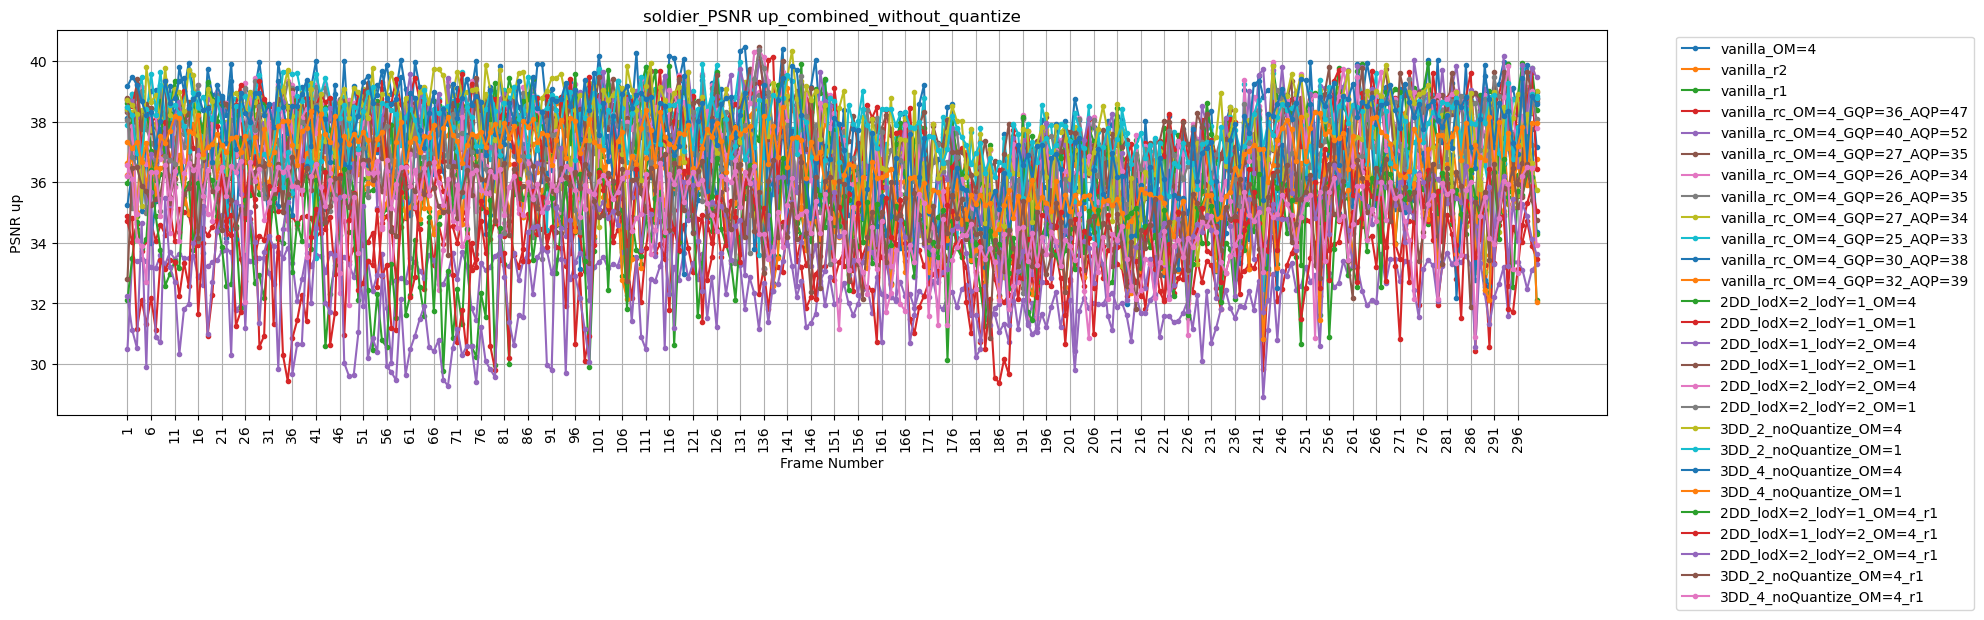 soldier_PSNR up_combined_without_quantize
PSNR up
40
38
36
34
32
30
1 6 11 16 21 26 31 36 41 46 51 56 61 66 71 76 81 86 91 96 101 106 111 116 121 126 131 136 141 146 151 156 161 166 171 176 181 186 191 196 201 206 211 216 221 226 231 236 241 246 251 256 261 266 271 276 281 286 291 296
Frame Number
vanilla_OM=4
vanilla_r2
vanilla_r1
vanilla_rc_OM=4_GQP=36_AQP=47
vanilla_rc_OM=4_GQP=40_AQP=52
vanilla_rc_OM=4_GQP=27_AQP=35
vanilla_rc_OM=4_GQP=26_AQP=34
vanilla_rc_OM=4_GQP=26_AQP=35
vanilla_rc_OM=4_GQP=27_AQP=34
vanilla_rc_OM=4_GQP=25_AQP=33
vanilla_rc_OM=4_GQP=30_AQP=38
vanilla_rc_OM=4_GQP=32_AQP=39
2DD_lodX=2_lodY=1_OM=4
2DD_lodX=2_lodY=1_OM=1
2DD_lodX=1_lodY=2_OM=4
2DD_lodX=1_lodY=2_OM=1
2DD_lodX=2_lodY=2_OM=4
2DD_lodX=2_lodY=2_OM=1
3DD_2_noQuantize_OM=4
3DD_2_noQuantize_OM=1
3DD_4_noQuantize_OM=4
3DD_4_noQuantize_OM=1
2DD_lodX=2_lodY=1_OM=4_r1
2DD_lodX=1_lodY=2_OM=4_r1
2DD_lodX=2_lodY=2_OM=4_r1
3DD_2_noQuantize_OM=4_r1
3DD_4_noQuantize_OM=4_r1